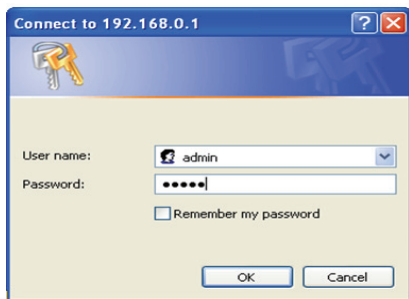 Connect to 192.168.0.1
User name:
admin
Password:
•••••
Remember my password
OK
Cancel